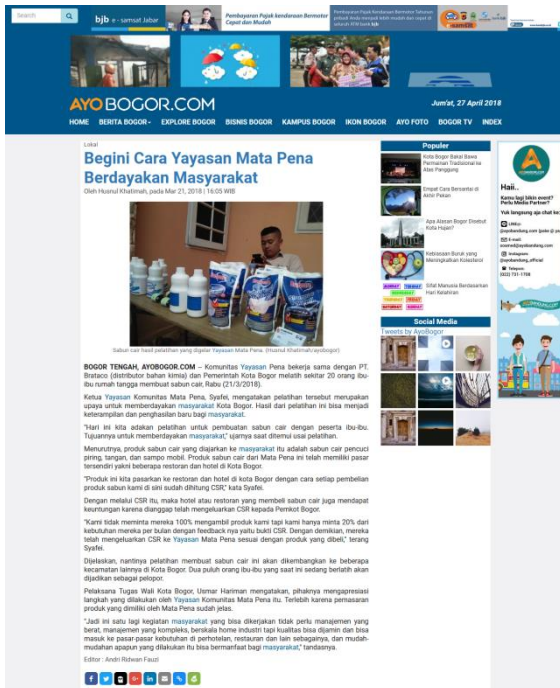 Search
bjb e - samsat Jabar
Pembayaran Pajak kendaraan Bermotor
Cepat dan Mudah
AYOBOGOR.COM
Jum'at, 27 April 2018
HOME BERITA BOGOR EXPLORE BOGOR BISNIS BOGOR KAMPUS BOGOR IKON BOGOR AYO FOTO BOGOR TV INDEX
Lokal
Begini Cara Yayasan Mata Pena
Berdayakan Masyarakat
Oleh Husnul Khatimah, pada Mar 21, 2018 | 16:05 WIB
Sabun cair hasil pelatihan yang digelar Yayasan Mata Pena. (Husnul Khatimah/ayobogor)
BOGOR TENGAH, AYOBOGOR.COM – Komunitas Yayasan Pena bekerja sama dengan PT.
Brataco (distributor bahan kimia) dan Pemerintah Kota Bogor melatih sekitar 20 orang ibu-
ibu rumah tangga membuat sabun cair, Rabu (21/3/2018).
Ketua Yayasan Komunitas Mata Pena, Syafei, mengatakan pelatihan tersebut merupakan
upaya untuk memberdayakan masyarakat Kota Bogor. Hasil dari pelatihan ini bisa menjadi
keterampilan dan penghasilan baru bagi masyarakat.
"Hari ini kita adakan pelatihan untuk pembuatan sabun cair dengan peserta ibu-ibu.
Tujuannya untuk memberdayakan masyarakat," ujarnya saat ditemui usai pelatihan.
Menurutnya, produk sabun cair yang diajarkan ke masyarakat itu adalah sabun cair pencuci
piring, tangan, dan sampo mobil. Produk sabun cair dari Mata Pena ini telah memiliki pasar
tersendiri yakni beberapa restoran dan hotel di Kota Bogor.
"Produk ini kita pasarkan ke restoran dan hotel di kota Bogor dengan cara setiap pembelian
produk sabun kami di sini sudah dihitung CSR," kata Syafei.
Dengan melalui CSR itu, maka hotel atau restoran yang membeli sabun cair juga mendapat
keuntungan karena dianggap telah mengeluarkan CSR kepada Pemkot Bogor.
"Kami tidak meminta mereka 100% mengambil produk kami tapi kami hanya minta 20% dari
kebutuhan mereka per bulan dengan feedback nya yaitu bukti CSR. Dengan demikian, mereka
telah mengeluarkan CSR ke Yayasan Mata Pena sesuai dengan produk yang dibeli," terang
Syafei.
Dijelaskan, nantinya pelatihan membuat sabun cair ini akan dikembangkan ke beberapa
kecamatan lainnya di Kota Bogor. Dua puluh orang ibu-ibu yang saat ini sedang berlatih akan
dijadikan sebagai pelopor.
Pelaksana Tugas Wali Kota Bogor, Usmar Hariman mengatakan, pihaknya mengapresiasi
langkah yang dilakukan oleh Yayasan Komunitas Mata Pena itu. Terlebih karena pemasaran
produk yang dimiliki oleh Mata Pena sudah jelas.
"Jadi ini satu lagi kegiatan masyarakat yang bisa dikerjakan tidak perlu manajemen yang
berat, manajemen yang kompleks, berskala home industri tapi kualitas bisa dijamin dan bisa
masuk ke pasar-pasar kebutuhan di perhotelan, restauran dan lain sebagainya, dan mudah-
mudahan apapun yang dilakukan itu bisa bermanfaat bagi masyarakat," tandasnya.
Editor : Andri Ridwan Fauzi
Populer
Kota Bogor Bakal Bawa
Permainan Tradisional ke
Atas Panggung
Empat Cara Bersantai di
Akhir Pekan
Apa Alasan Bogor Disebut
Kota Hujan?
Kebiasaan Buruk yang
Meningkatkan Kolesterol
Sifat Manusia Berdasarkan
Hari Kelahiran
Social Media
Tweets by AyoBogor
Haii..
Kamu lagi bikin event?
Perlu Media Partner?
Yuk langsung aja chat ke:
E-mail:
Instagram:
@ayobandung_official
Telepon: